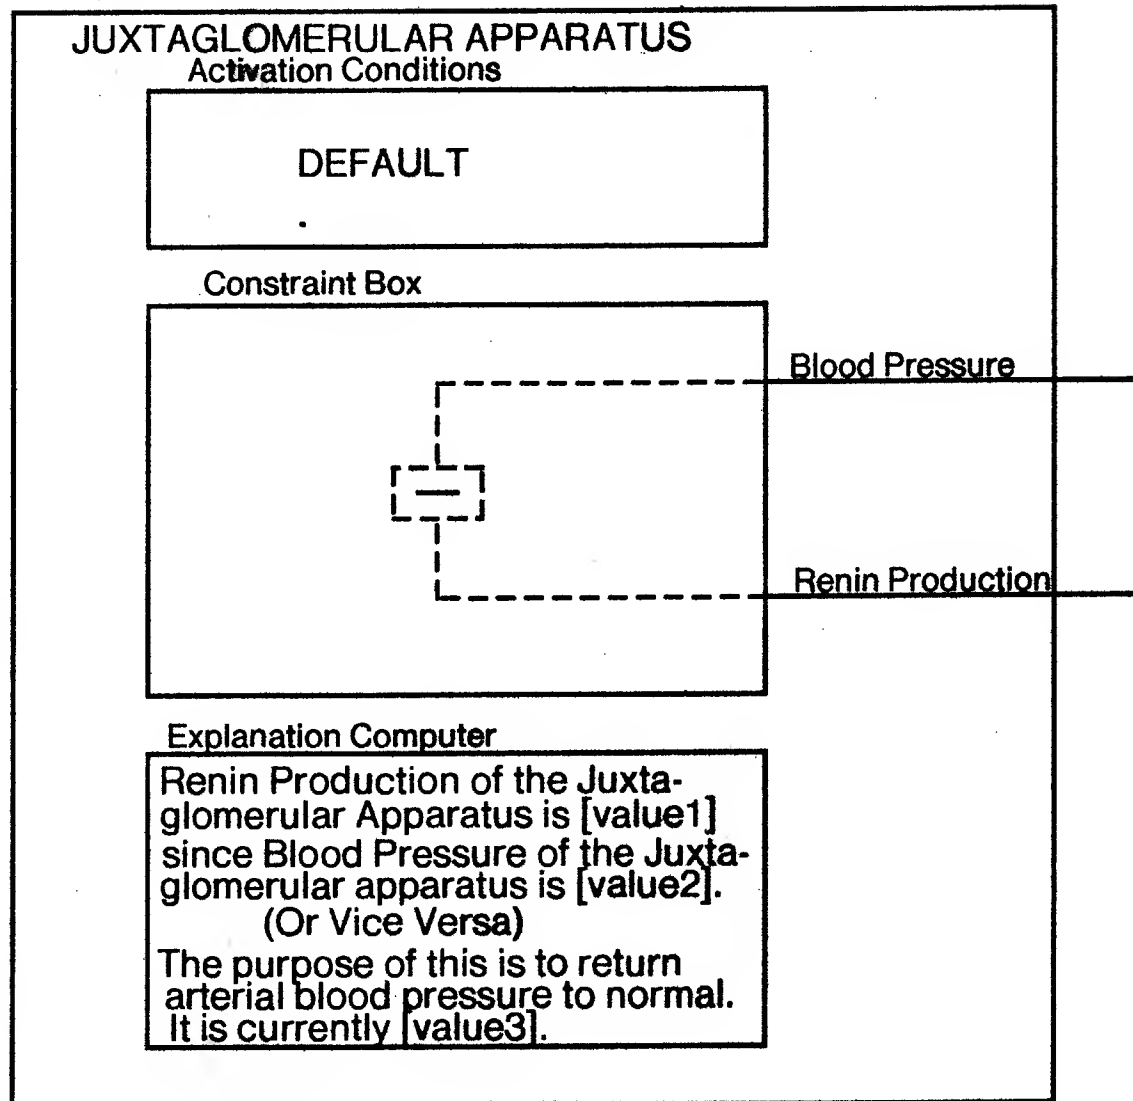 JUXTAGLOMERULAR APPARATUS
Activation Conditions
DEFAULT
Constraint Box
Blood Pressure
—
Renin Production
Explanation Computer
Renin Production of the Juxta-
glomerular Apparatus is [value1]
since Blood Pressure of the Juxta-
glomerular apparatus is [value2].
(Or Vice Versa)
The purpose of this is to return
arterial blood pressure to normal.
It is currently [value3].